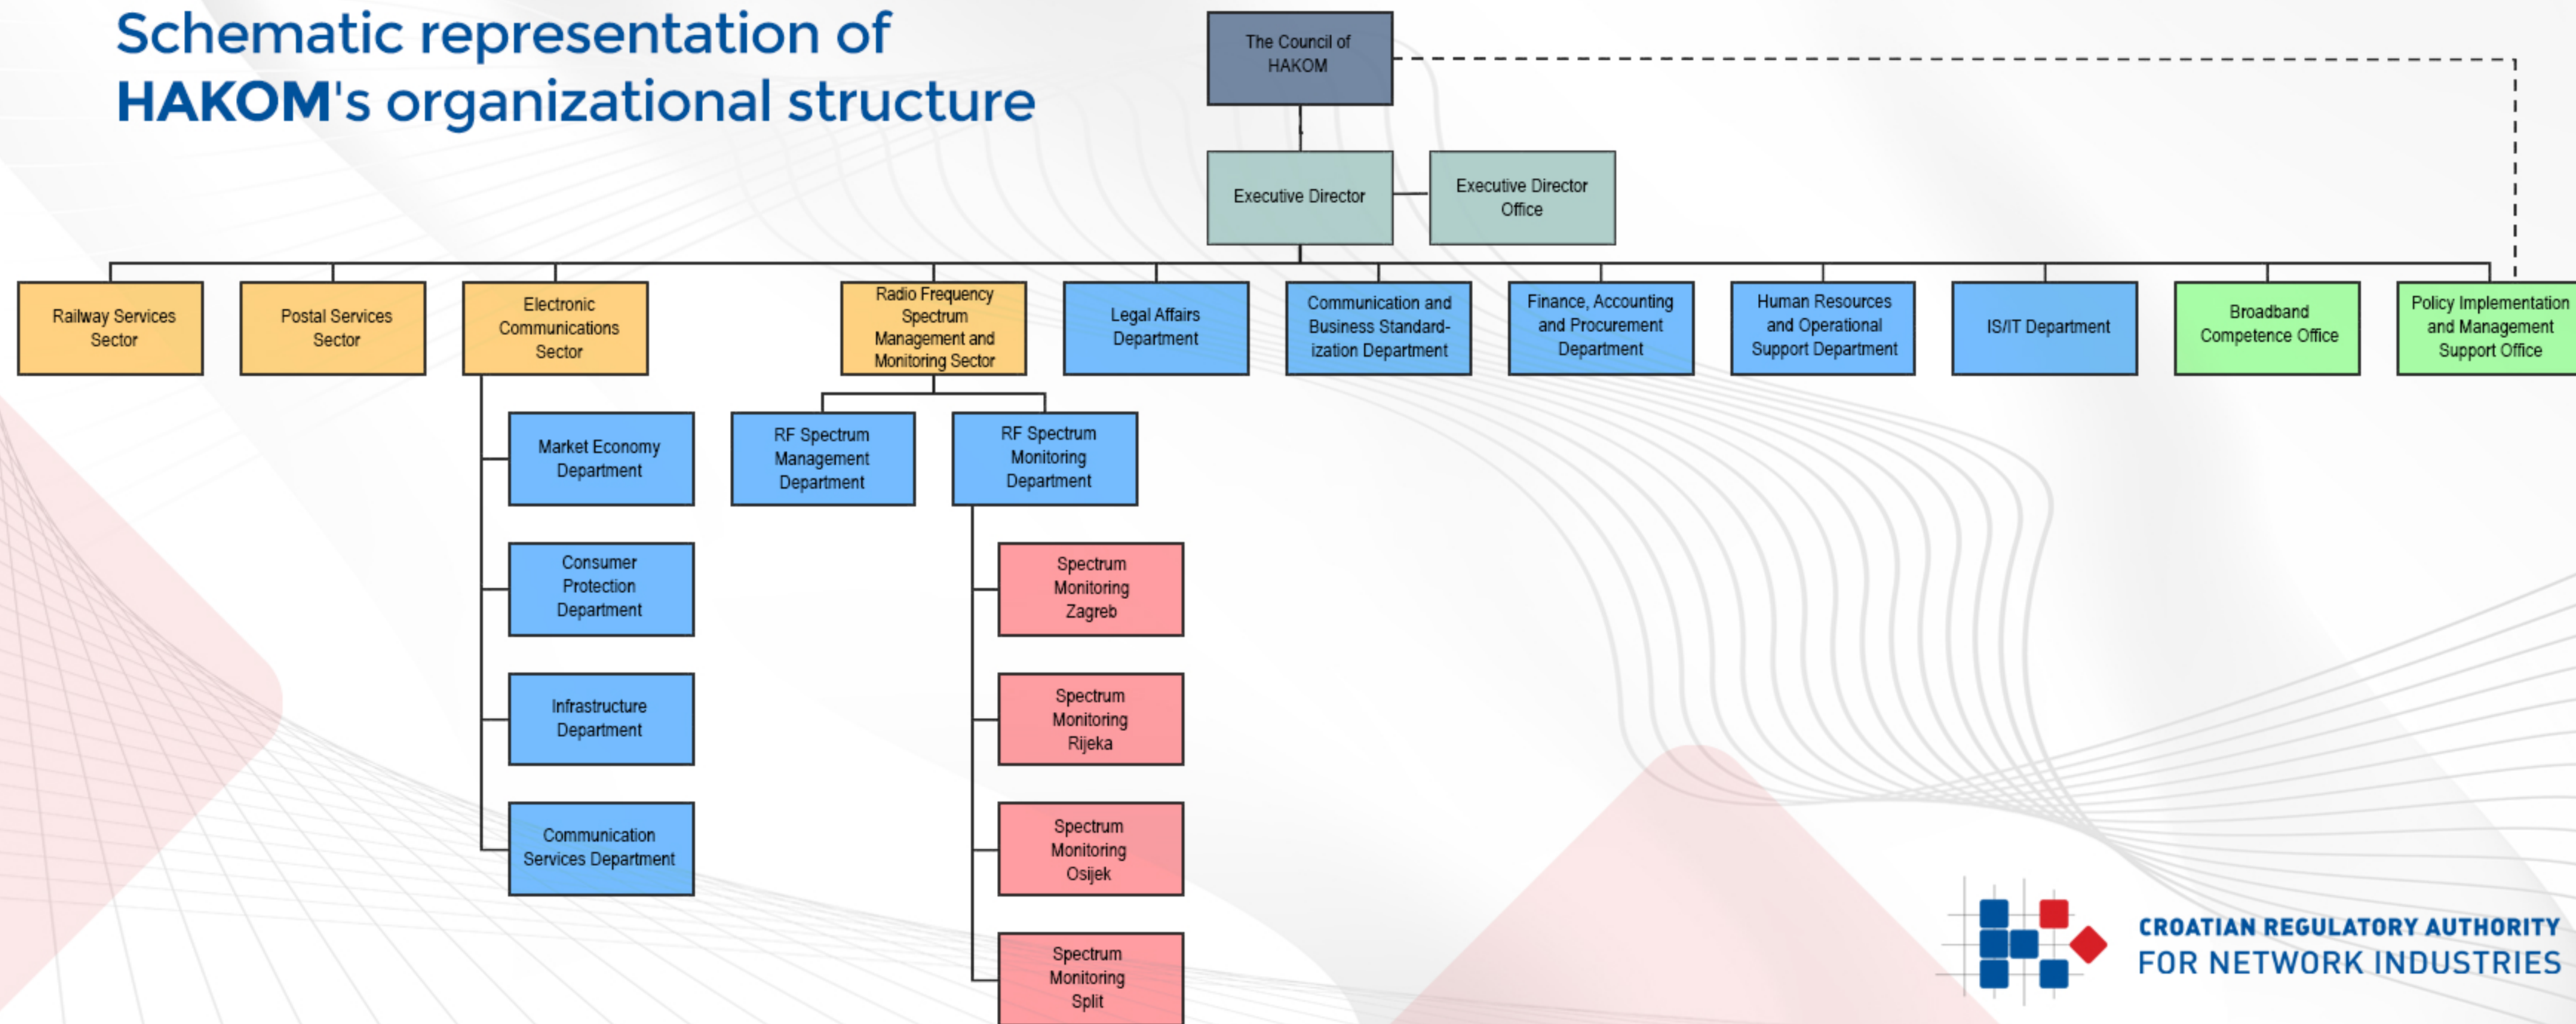 Schematic representation of
HAKOM's organizational structure
The Council of
HAKOM
Executive Director
Executive Director
Office
Railway Services
Sector
Postal Services
Sector
Electronic
Communications
Sector
Radio Frequency
Spectrum
Management and
Monitoring Sector
Legal Affairs
Department
Communication and
Business Standard-
ization Department
Finance, Accounting
and Procurement
Department
Human Resources
and Operational
Support Department
IS/IT Department
Broadband
Competence Office
Policy Implementation
and Management
Support Office
Market Economy
Department
Consumer
Protection
Department
Infrastructure
Department
Communication
Services Department
RF Spectrum
Management
Department
RF Spectrum
Monitoring
Department
Spectrum
Monitoring
Zagreb
Spectrum
Monitoring
Rijeka
Spectrum
Monitoring
Osijek
Spectrum
Monitoring
Split
CROATIAN REGULATORY AUTHORITY
FOR NETWORK INDUSTRIES